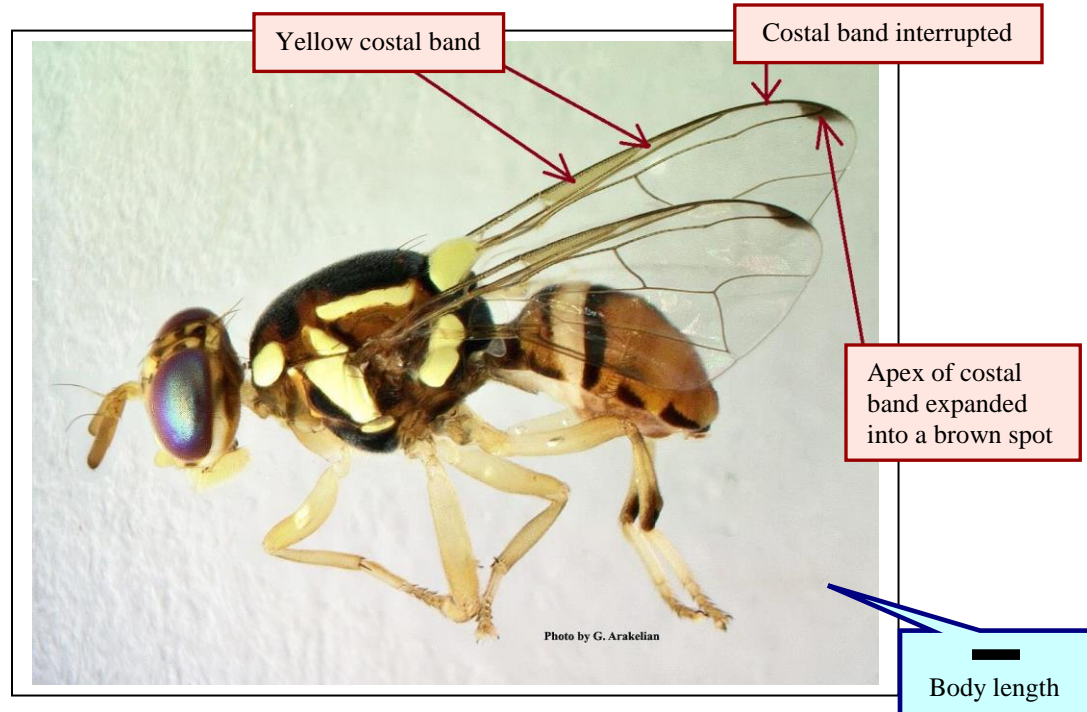 Yellow costal band
Costal band interrupted
Apex of costal
band expanded
into a brown spot
Photo by G. Arakelian
Body length